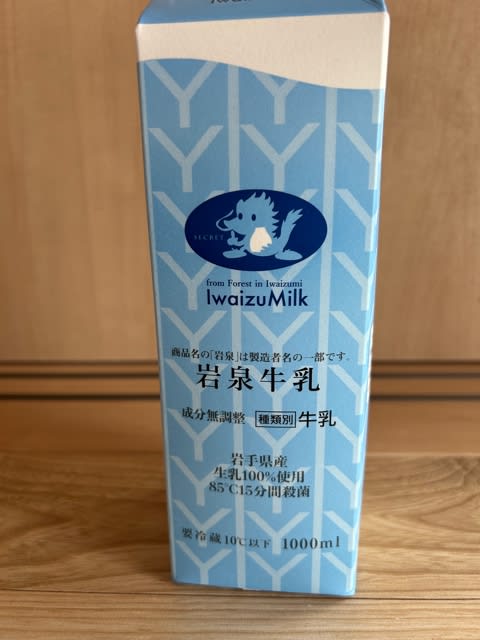 SECRET
from Forest in Iwaizumi
IwaizuMilk
商品名の「岩泉」は製造者名の一部です。
岩泉牛乳
成分無調整 種類別 牛乳
岩手県産
生乳100%使用
85℃15分間殺菌
要冷蔵10℃以下 1000ml